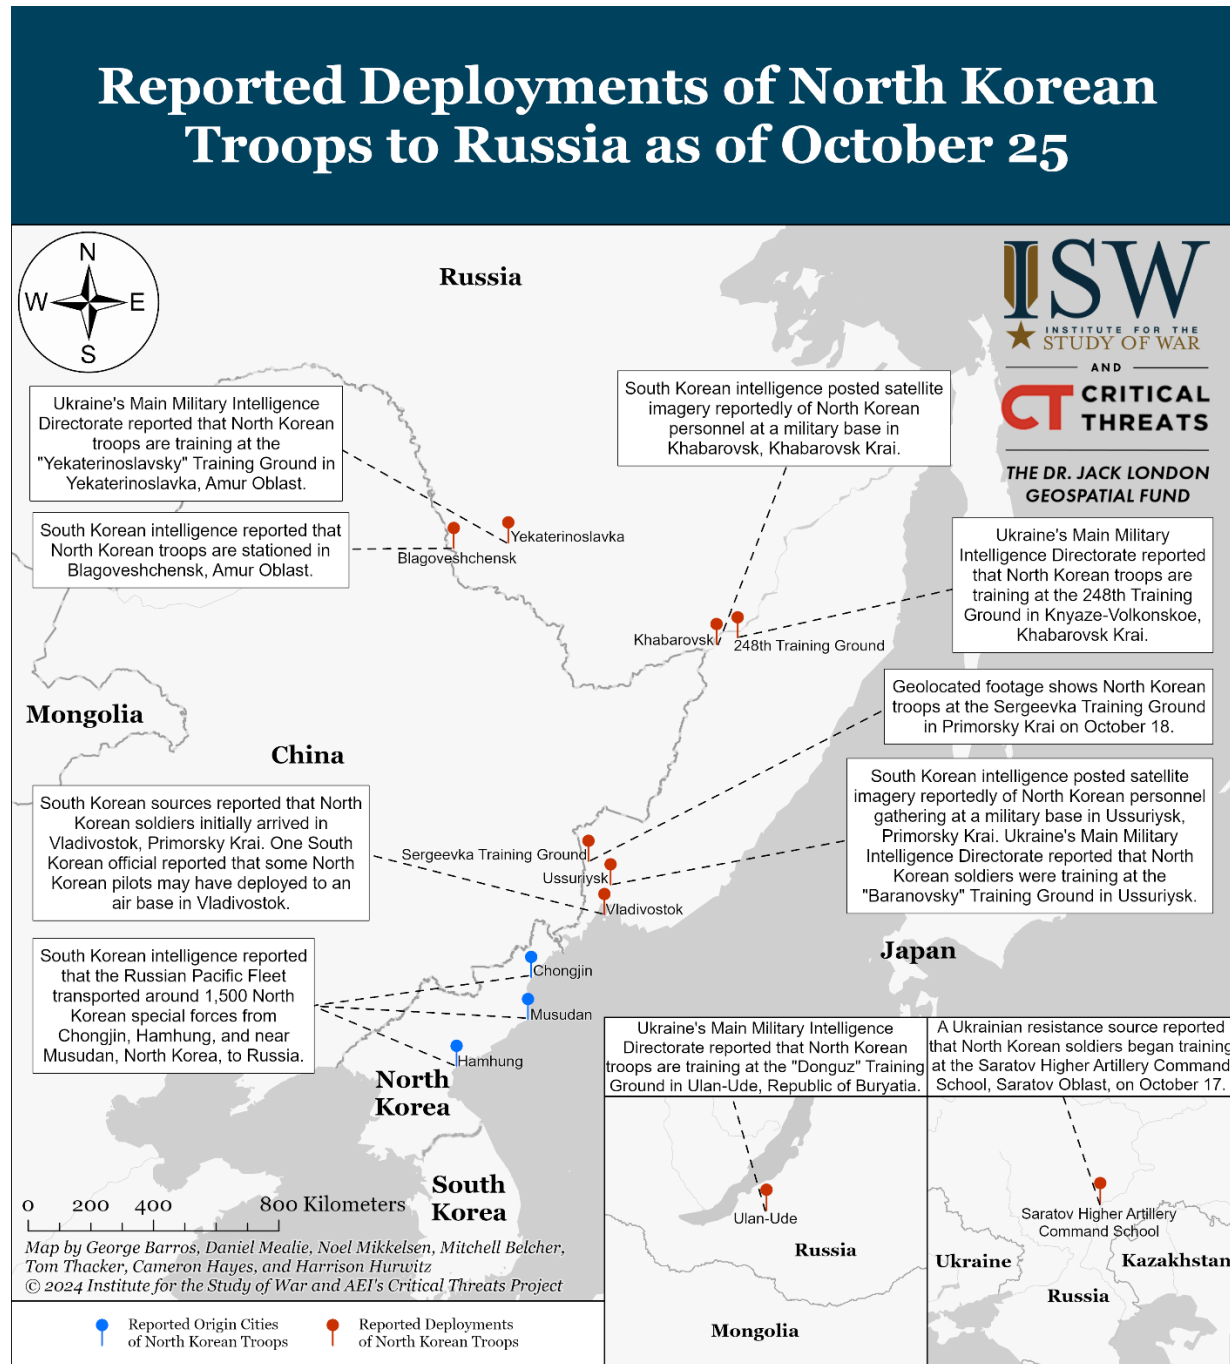 Reported Deployments of North Korean
Troops to Russia as of October 25
N
W
E
S
Russia
ISW
INSTITUTE FOR THE
STUDY OF WAR
AND
CT CRITICAL
THREATS
THE DR. JACK LONDON
GEOSPATIAL FUND
Ukraine's Main Military Intelligence
Directorate reported that North Korean
troops are training at the
"Yekaterinoslavsky" Training Ground in
Yekaterinoslavka, Amur Oblast.
South Korean intelligence posted satellite
imagery reportedly of North Korean
personnel at a military base in
Khabarovsk, Khabarovsk Krai.
South Korean intelligence reported that
North Korean troops are stationed in
Blagoveshchensk, Amur Oblast.
Yekaterinoslavka
Blagoveshchensk
Ukraine's Main Military
Intelligence Directorate reported
that North Korean troops are
training at the 248th Training
Ground in Knyaze-Volkonskoe,
Khabarovsk Krai.
Khabarovsk
248th Training Ground
Geolocated footage shows North Korean
troops at the Sergeevka Training Ground
in Primorsky Krai on October 18.
Mongolia
China
South Korean sources reported that North
Korean soldiers initially arrived in
Vladivostok, Primorsky Krai. One South
Korean official reported that some North
Korean pilots may have deployed to an
air base in Vladivostok.
South Korean intelligence posted satellite
imagery reportedly of North Korean personnel
gathering at a military base in Ussuriysk,
Primorsky Krai. Ukraine's Main Military
Intelligence Directorate reported that North
Korean soldiers were training at the
"Baranovsky" Training Ground in Ussuriysk.
Sergeevka Training Ground
Ussuriysk
Vladivostok
Japan
South Korean intelligence reported
that the Russian Pacific Fleet
transported around 1,500 North
Korean special forces from
Chongjin, Hamhung, and near
Musudan, North Korea, to Russia.
Chongjin
Musudan
Hamhung
North
Korea
South
Korea
Ukraine's Main Military Intelligence
Directorate reported that North Korean
troops are training at the "Donguz" Training
Ground in Ulan-Ude, Republic of Buryatia.
Ulan-Ude
Russia
Mongolia
A Ukrainian resistance source reported
that North Korean soldiers began training
at the Saratov Higher Artillery Command
School, Saratov Oblast, on October 17.
Saratov Higher Artillery
Command School
Ukraine
Kazakhstan
Russia
0 200 400 800 Kilometers
Map by George Barros, Daniel Mealie, Noel Mikkelsen, Mitchell Belcher,
Tom Thacker, Cameron Hayes, and Harrison Hurwitz
© 2024 Institute for the Study of War and AEI's Critical Threats Project
Reported Origin Cities
of North Korean Troops
Reported Deployments
of North Korean Troops